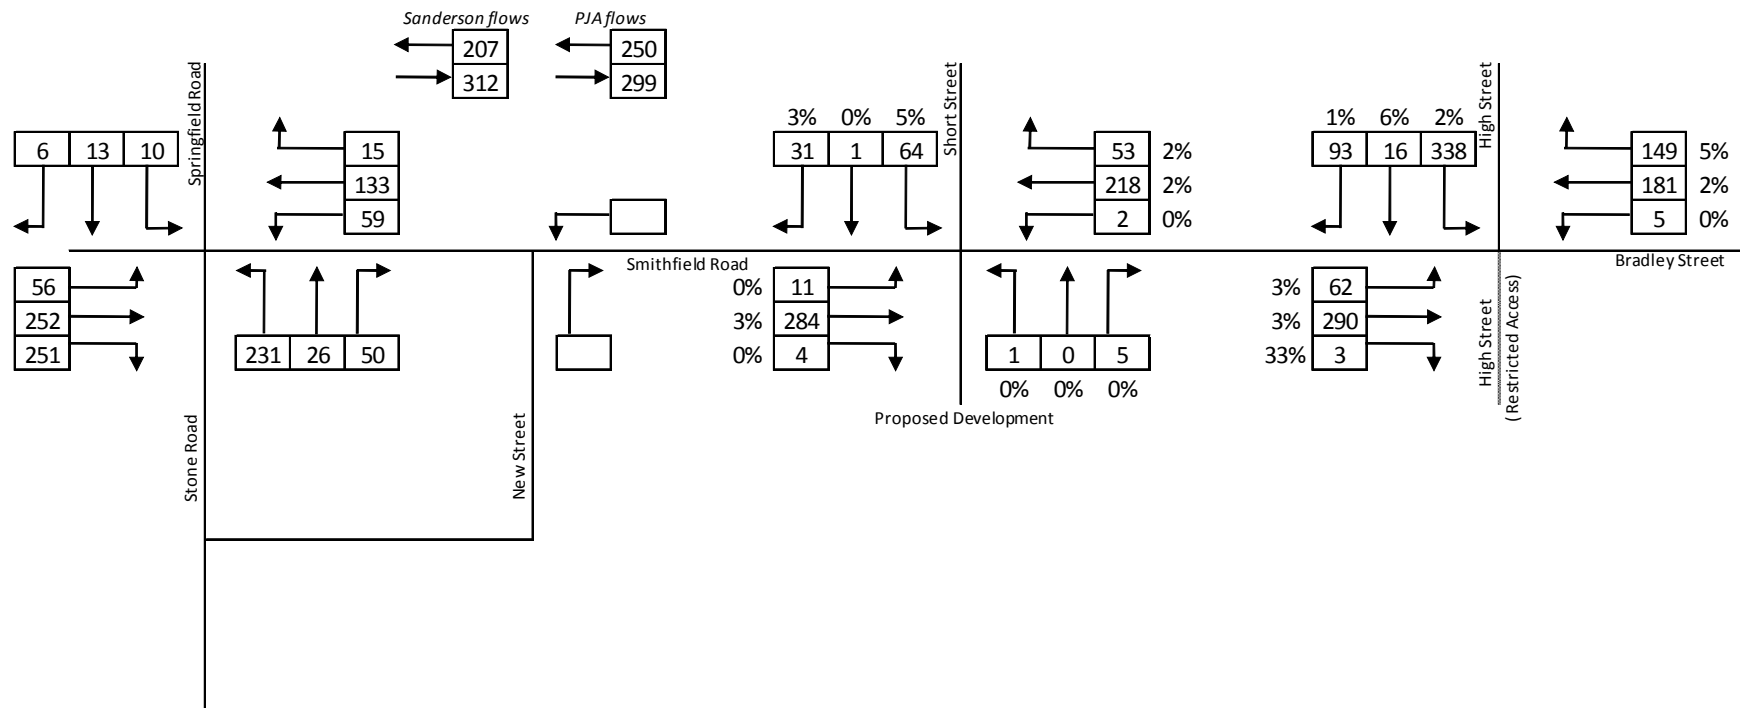 Sanderson flows PJA flows
207 250
312 299
Springfield Road
Short Street
High Street
3% 0% 5%
1% 6% 2%
6 13 10
15
133
59
31 1 64
53 2%
218 2%
2 0%
93 16 338
149 5%
181 2%
5 0%
Smithfield Road
Bradley Street
56
252
251
231 26 50
0% 11
3% 284
0% 4
1 0 5
0% 0% 0%
3% 62
3% 290
33% 3
High Street
(Restricted Access)
Proposed Development
Stone Road
New Street